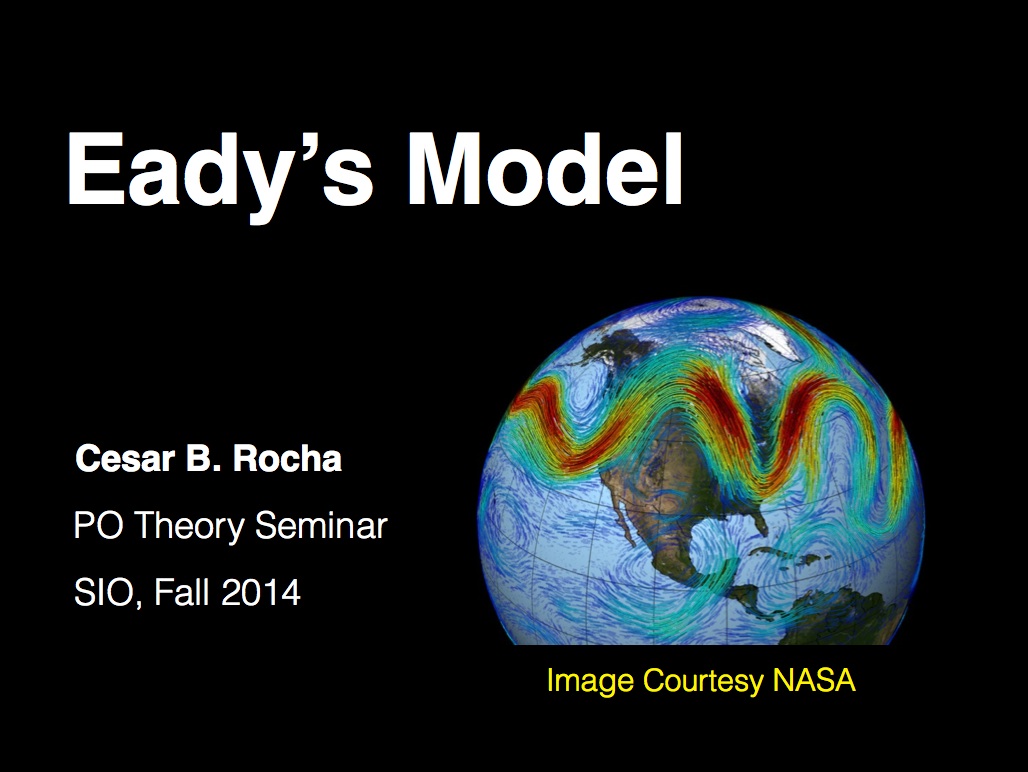 Eady’s Model
Cesar B. Rocha
PO Theory Seminar
SIO, Fall 2014
Image Courtesy NASA